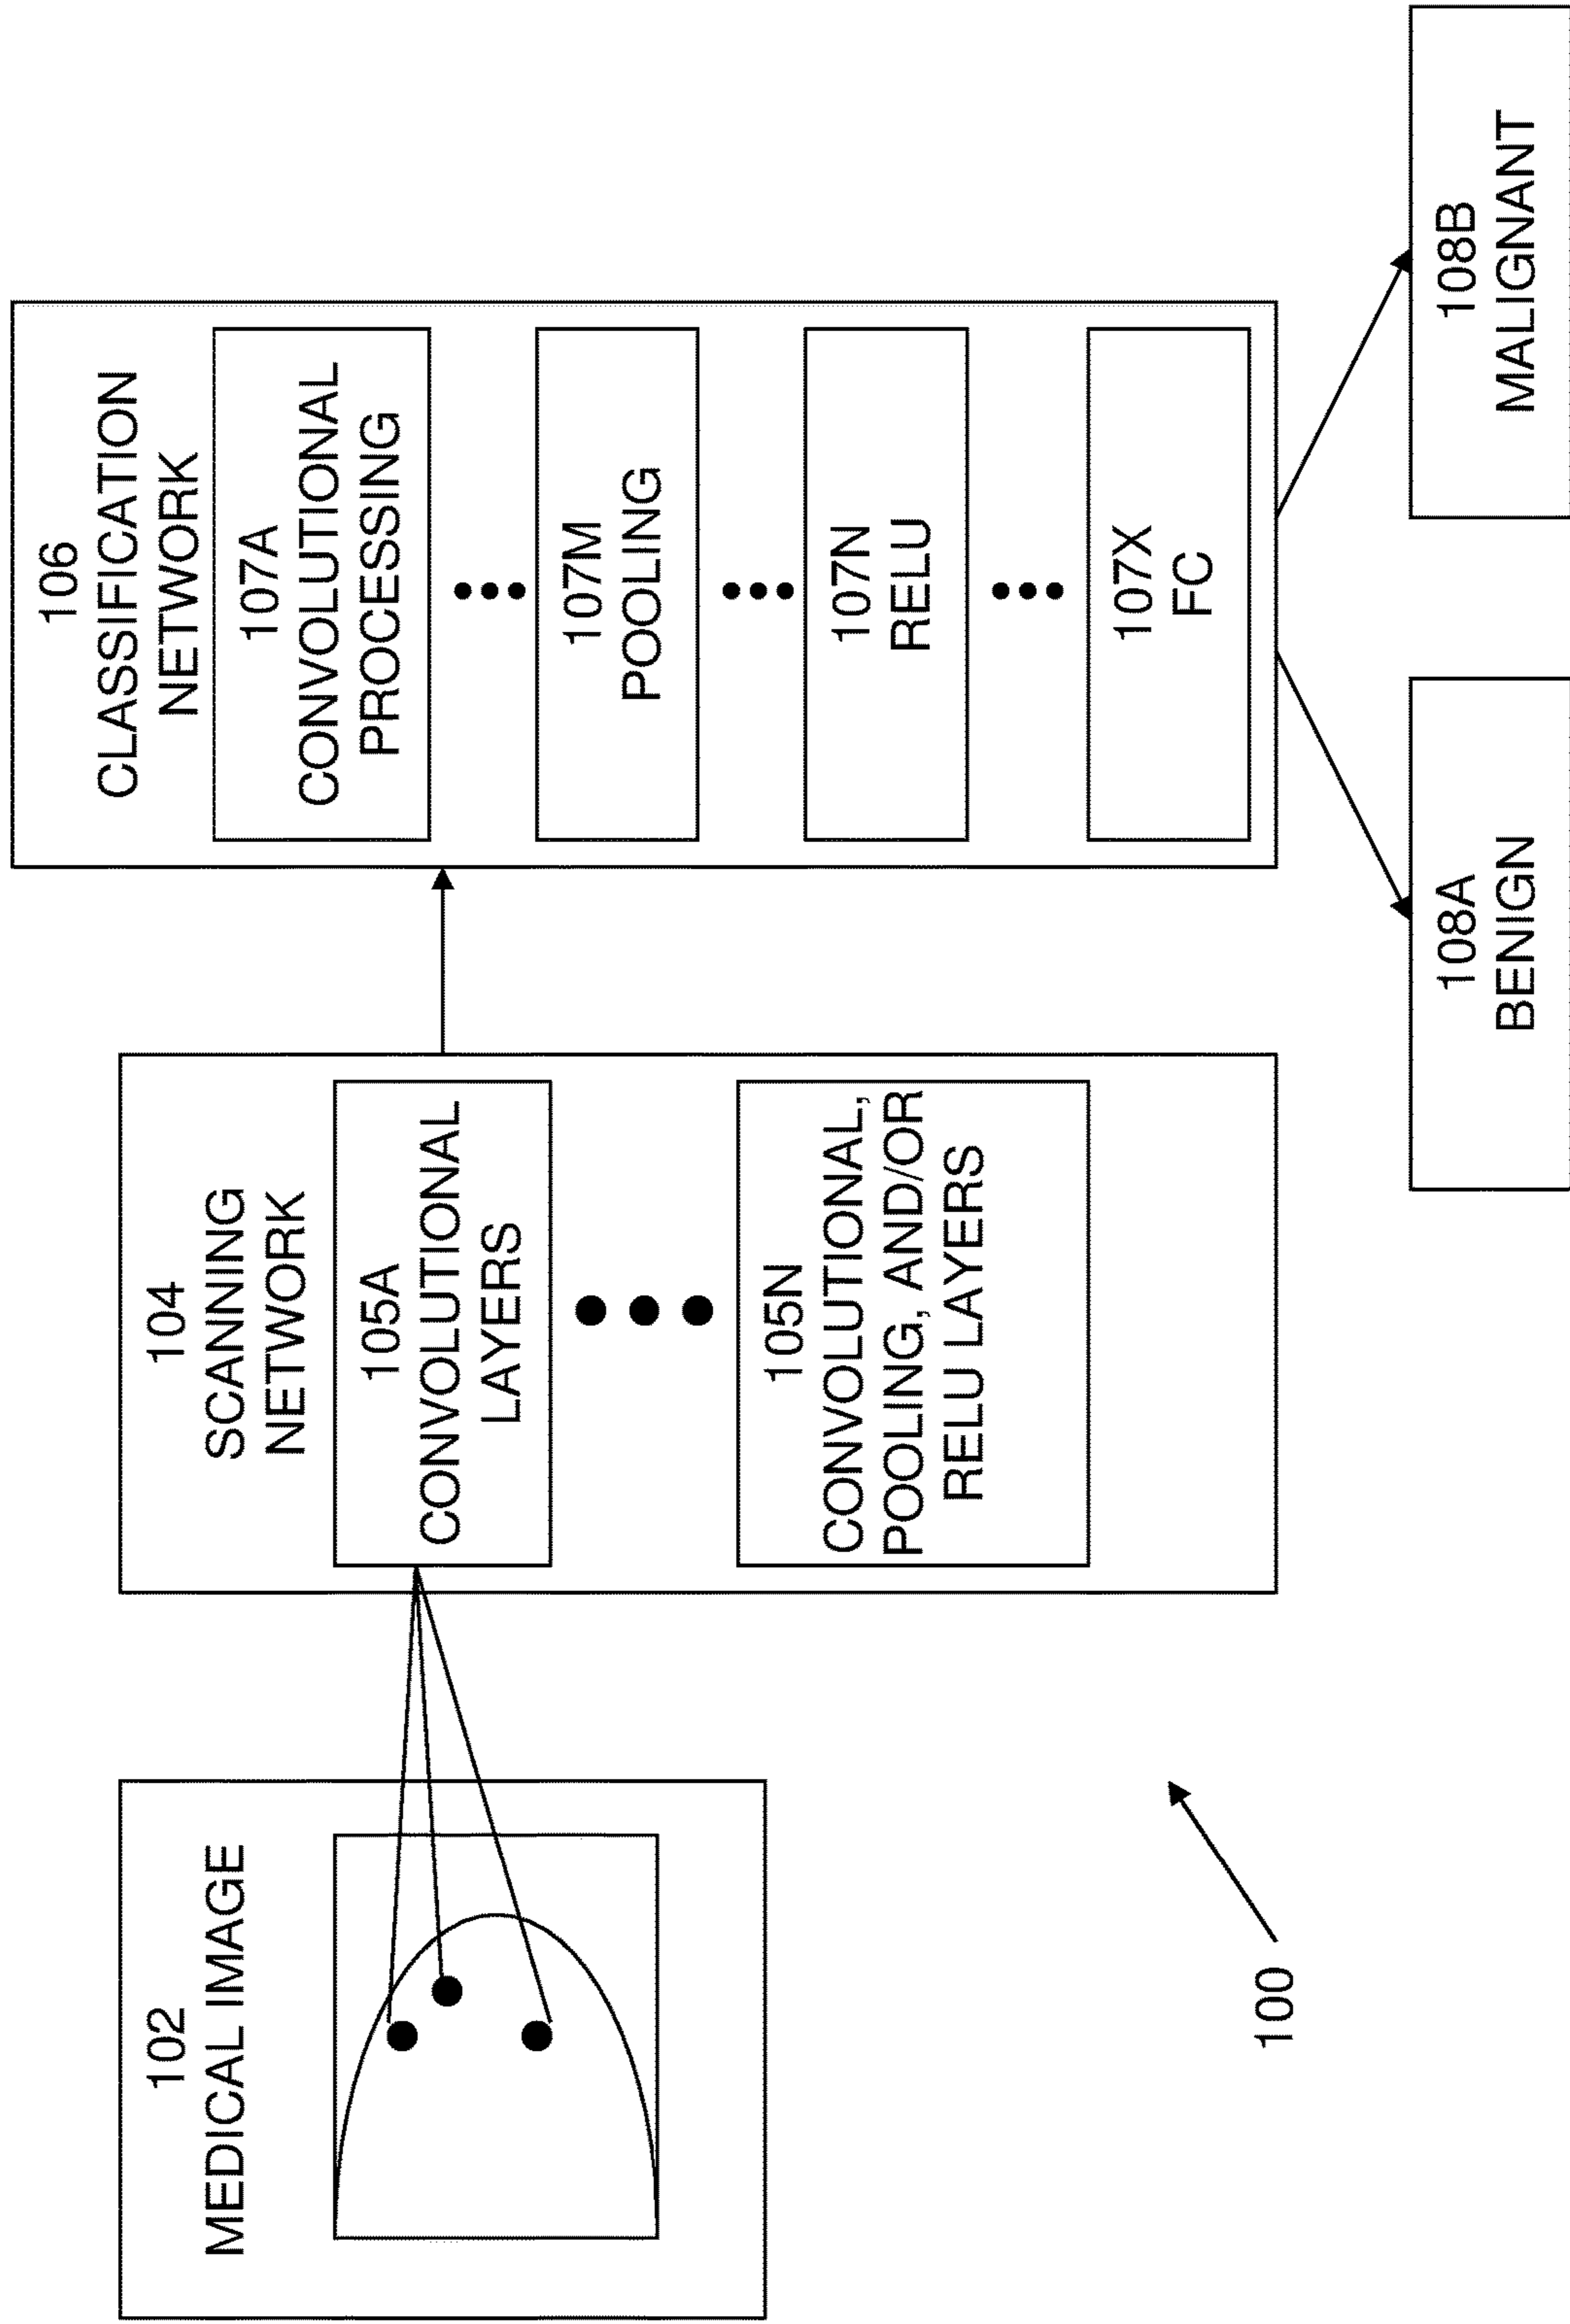 102
MEDICAL IMAGE
104
SCANNING
NETWORK
105A
CONVOLUTIONAL
LAYERS
105N
CONVOLUTIONAL,
POOLING, AND/OR
RELU LAYERS
106
CLASSIFICATION
NETWORK
107A
CONVOLUTIONAL
PROCESSING
107M
POOLING
107N
RELU
107X
FC
108A
BENIGN
108B
MALIGNANT
100